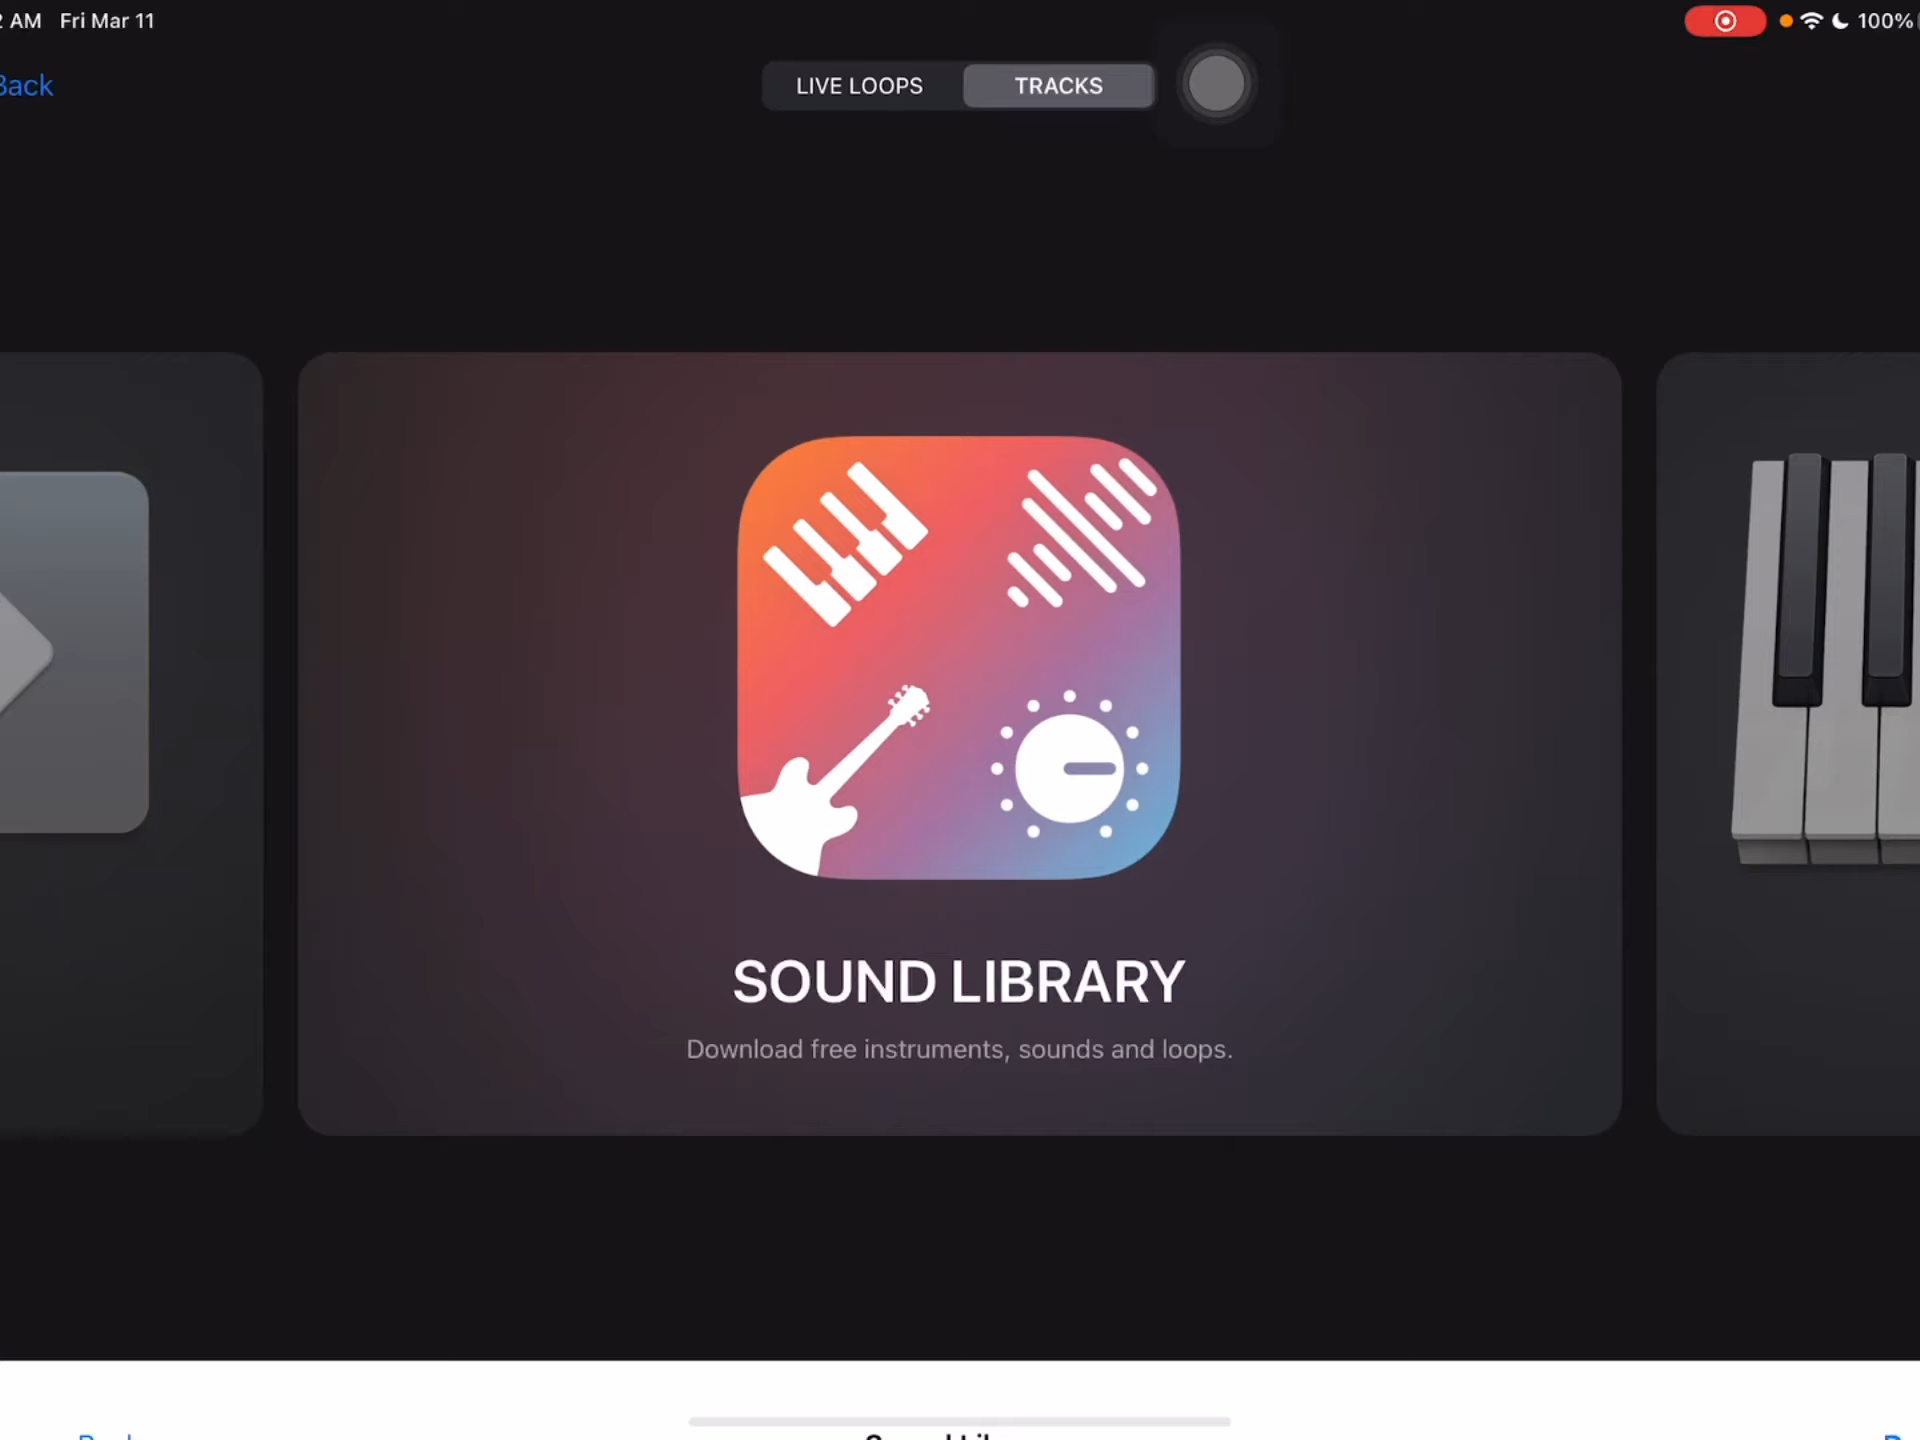 AM Fri Mar 11
100%
Back
LIVE LOOPS
TRACKS
SOUND LIBRARY
Download free instruments, sounds and loops.